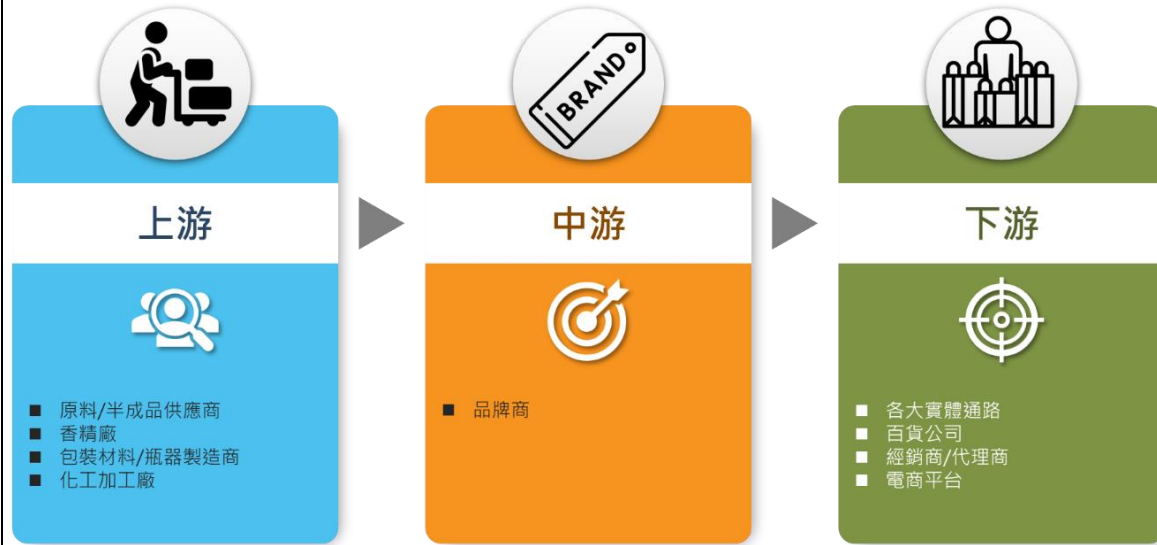 BRAND
上游
中游
下游
■ 原料/半成品供應商
■ 香精廠
■ 包裝材料/瓶器製造商
■ 化工加工廠
■ 品牌商
■ 各大實體通路
■ 百貨公司
■ 經銷商/代理商
■ 電商平台